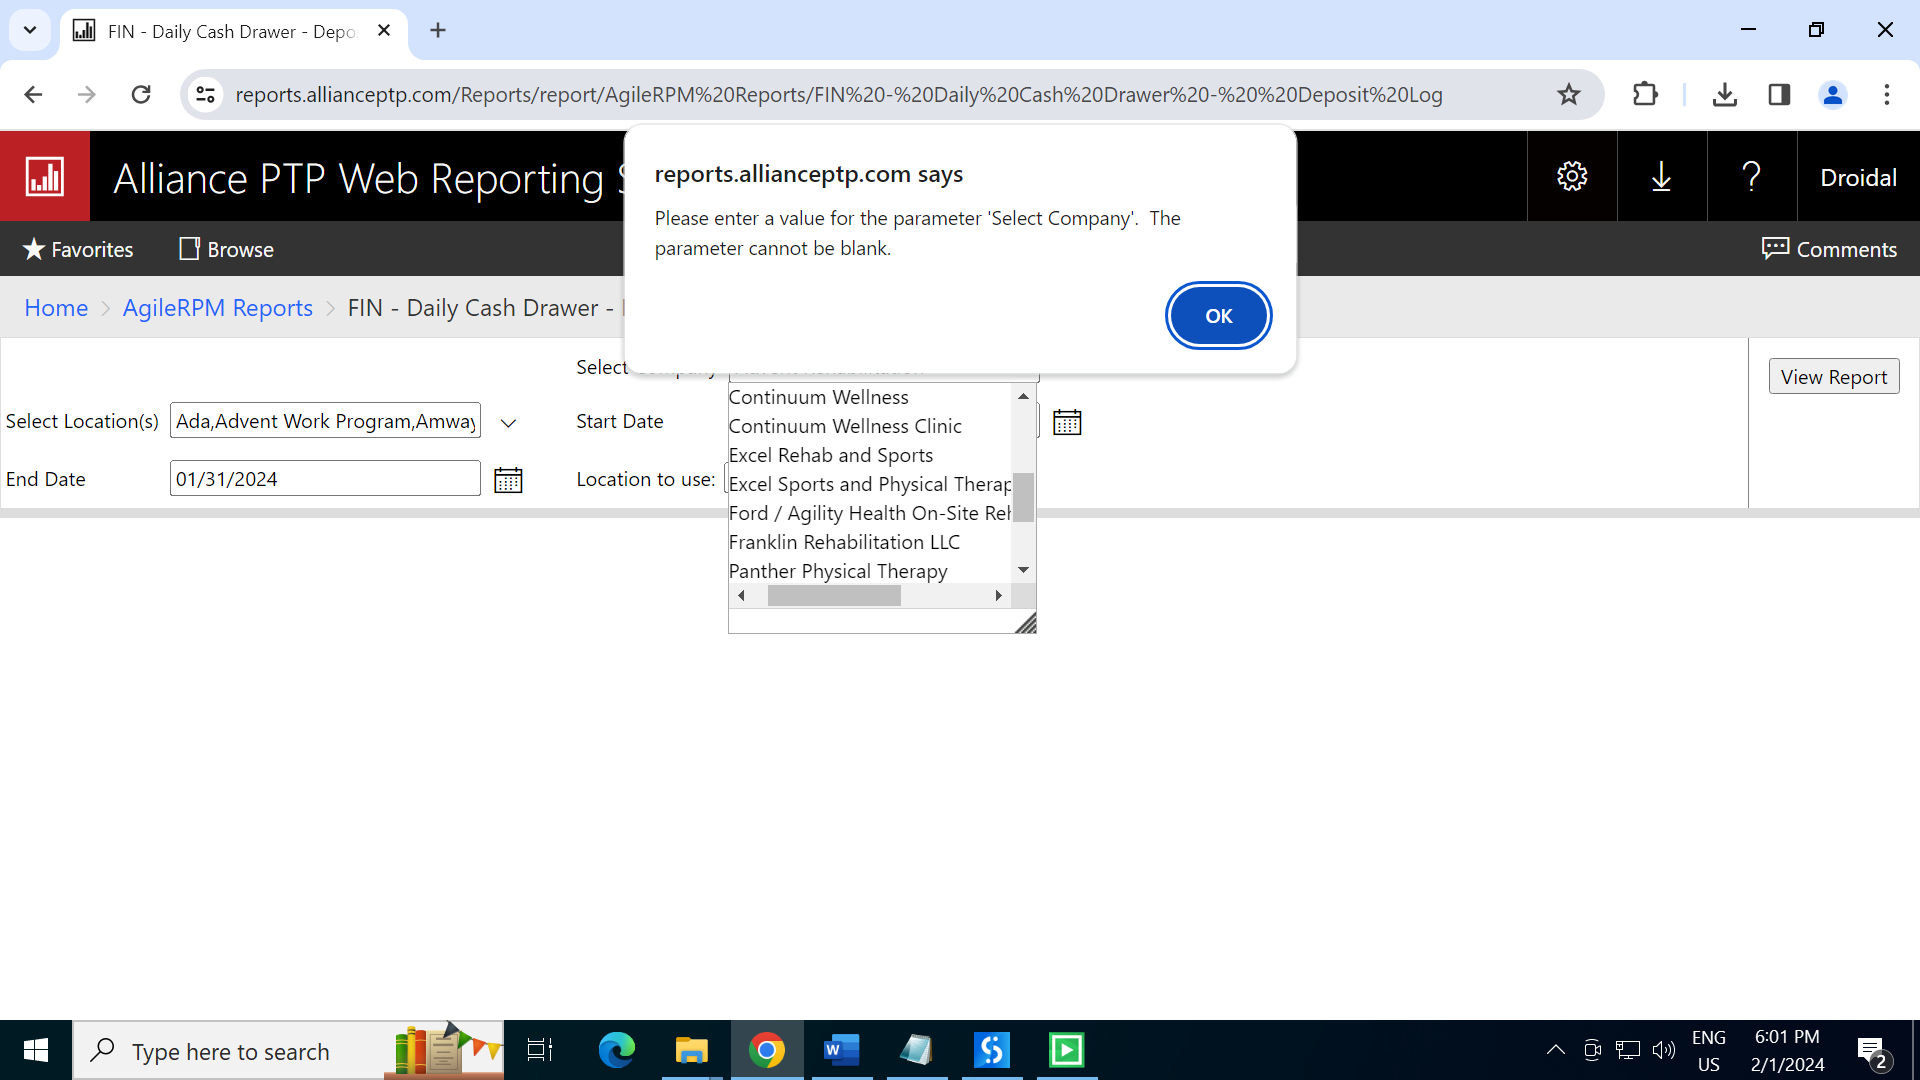 FIN - Daily Cash Drawer - Depo
reports.allianceptp.com/Reports/report/AgileRPM%20Reports/FIN%20-%20Daily%20Cash%20Drawer%20-%20%20Deposit%20Log
Alliance PTP Web Reporting
Droidal
reports.allianceptp.com says
Please enter a value for the parameter 'Select Company'.  The
parameter cannot be blank.
OK
Favorites
Browse
Comments
Home > AgileRPM Reports > FIN - Daily Cash Drawer -
Select
View Report
Select Location(s)
Ada,Advent Work Program,Amway
Start Date
End Date
01/31/2024
Location to use:
Continuum Wellness
Continuum Wellness Clinic
Excel Rehab and Sports
Excel Sports and Physical Therap
Ford / Agility Health On-Site Reh
Franklin Rehabilitation LLC
Panther Physical Therapy
Type here to search
ENG
US
6:01 PM
2/1/2024
2